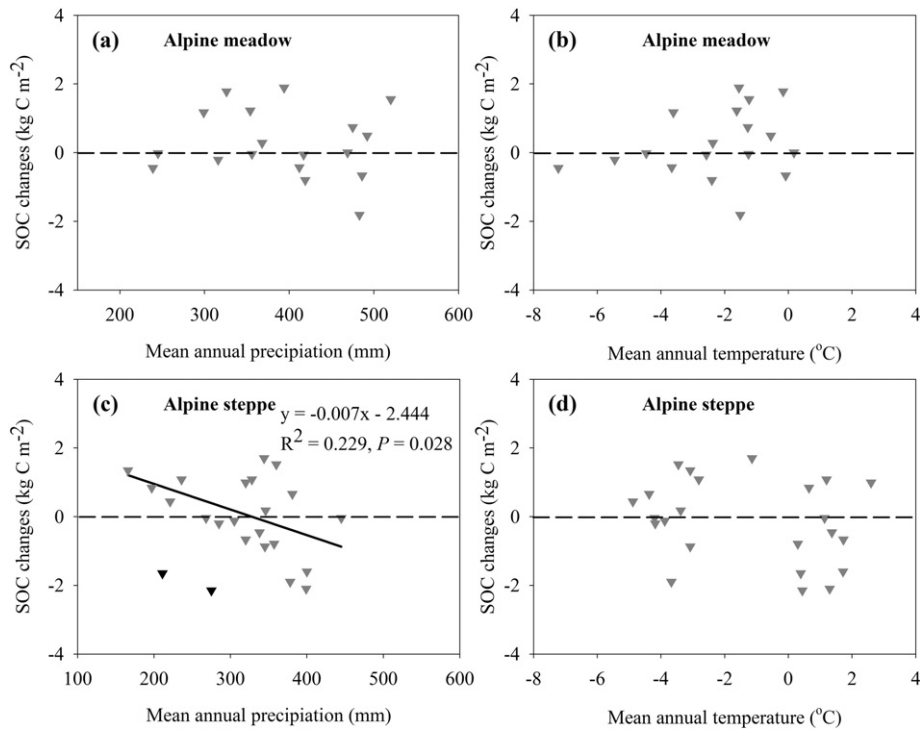 (a) Alpine meadow
4
2
0
-2
-4
SOC changes (kg C m-2)
200 300 400 500 600
Mean annual precipiation (mm)
(b) Alpine meadow
4
2
0
-2
-4
SOC changes (kg C m-2)
-8 -6 -4 -2 0 2 4
Mean annual temperature (°C)
(c) Alpine steppe
y = -0.007x - 2.444
R2 = 0.229, P = 0.028
4
2
0
-2
-4
SOC changes (kg C m-2)
100 200 300 400 500 600
Mean annual precipiation (mm)
(d) Alpine steppe
4
2
0
-2
-4
SOC changes (kg C m-2)
-8 -6 -4 -2 0 2 4
Mean annual temperature (°C)